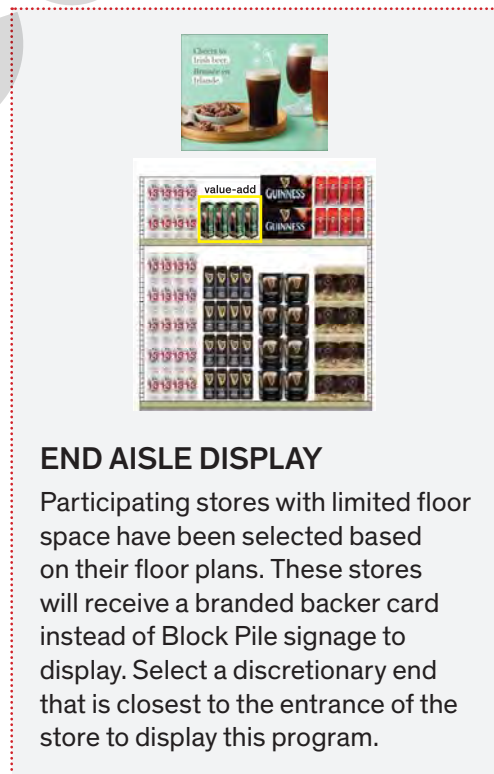 Cheers to
Irish beer.
Brassée en
Irlande.
value-add
GUINNESS
GUINNESS
END AISLE DISPLAY
Participating stores with limited floor
space have been selected based
on their floor plans. These stores
will receive a branded backer card
instead of Block Pile signage to
display. Select a discretionary end
that is closest to the entrance of the
store to display this program.